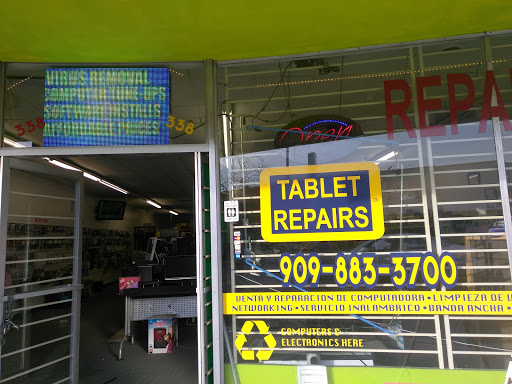 VIRUS REMOVAL
COMPUTER TUNE-UPS
SOFTWARE INSTALLS
AFFORDABLE PRICES
338
338
Open
REPA
TABLET
REPAIRS
909-883-3700
VENTA Y REPARACION DE COMPUTADORA • LIMPIEZA DE
NETWORKING • SERVICIO INALAMBRICO • BANDA ANCHA •
COMPUTERS &
ELECTRONICS HERE